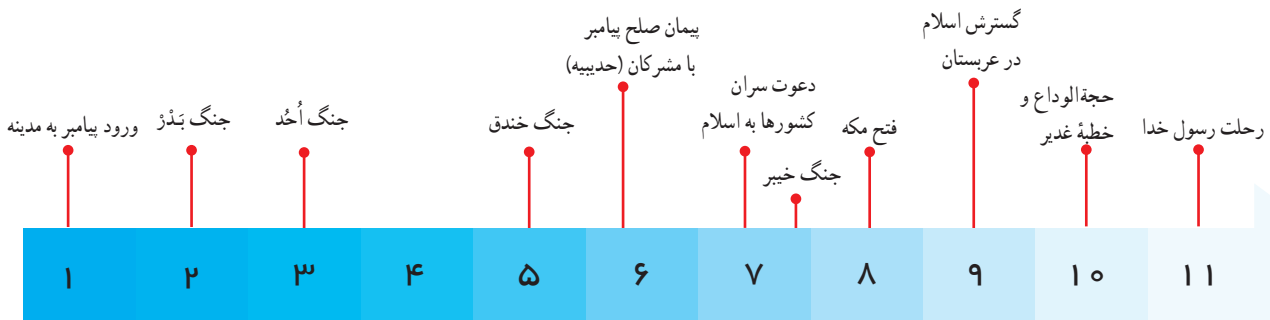 ورود پیامبر به مدینه
جنگ بَدْرْ
جنگ اُحُد
جنگ خندق
پیمان صلح پیامبر
با مشرکان (حدیبیه)
دعوت سران
کشورها به اسلام
جنگ خیبر
فتح مکه
گسترش اسلام
در عربستان
حجةالوداع و
خطبهٔ غدیر
رحلت رسول خدا
۱ ۲ ۳ ۴ ۵ ۶ ۷ ۸ ۹ ۱۰ ۱۱